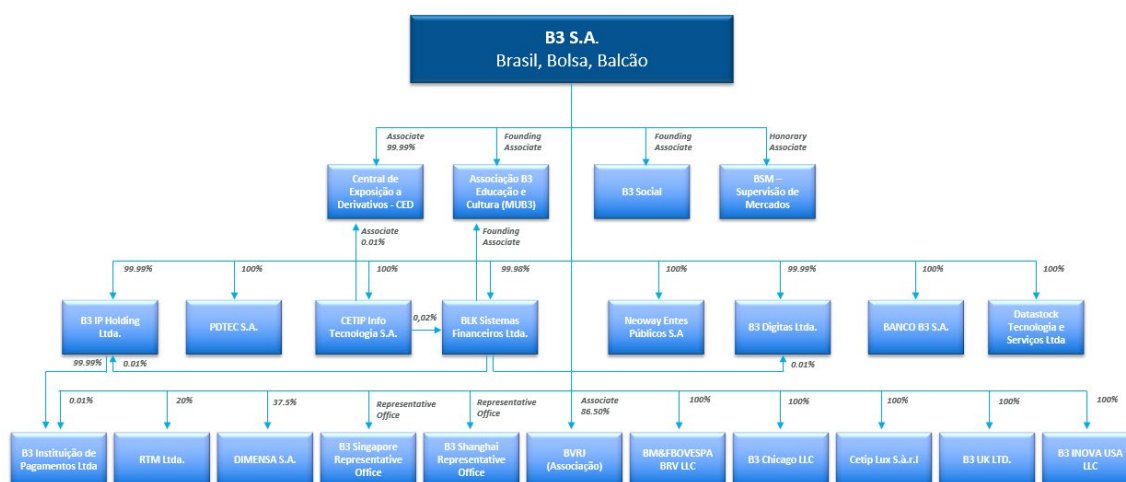 B3 S.A.
Brasil, Bolsa, Balcão
Associate
99.99%
Founding
Associate
Founding
Associate
Honorary
Associate
Central de
Exposição a
Derivativos - CED
Associação B3
Educação e
Cultura (MUB3}
B3 Social
BSM –
Supervisão de
Mercados
Associate
0.01%
Founding
Associate
99.99%
100%
100%
99.98%
100%
99.99%
100%
100%
B3 IP Holding
Ltda.
PDTEC S.A.
CETIP Info
Tecnologia S.A.
0,02%
BLK Sistemas
Financeiros Ltda.
Neoway Entes
Públicos S.A
B3 Digitas Ltda.
BANCO B3 S.A.
Datastock
Tecnologia e
Serviços Ltda
99.99%
0.01%
0.01%
0.01%
20%
37.5%
Representative
Office
Representative
Office
Associate
86.50%
100%
100%
100%
100%
100%
B3 Instituição de
Pagamentos Ltda
RTM Ltda.
DIMENSA S.A.
B3 Singapore
Representative
Office
B3 Shanghai
Representative
Office
BVRJ
(Associação)
BM&FBOVESPA
BRV LLC
B3 Chicago LLC
Cetip Lux S.à.r.l
B3 UK LTD.
B3 INOVA USA
LLC